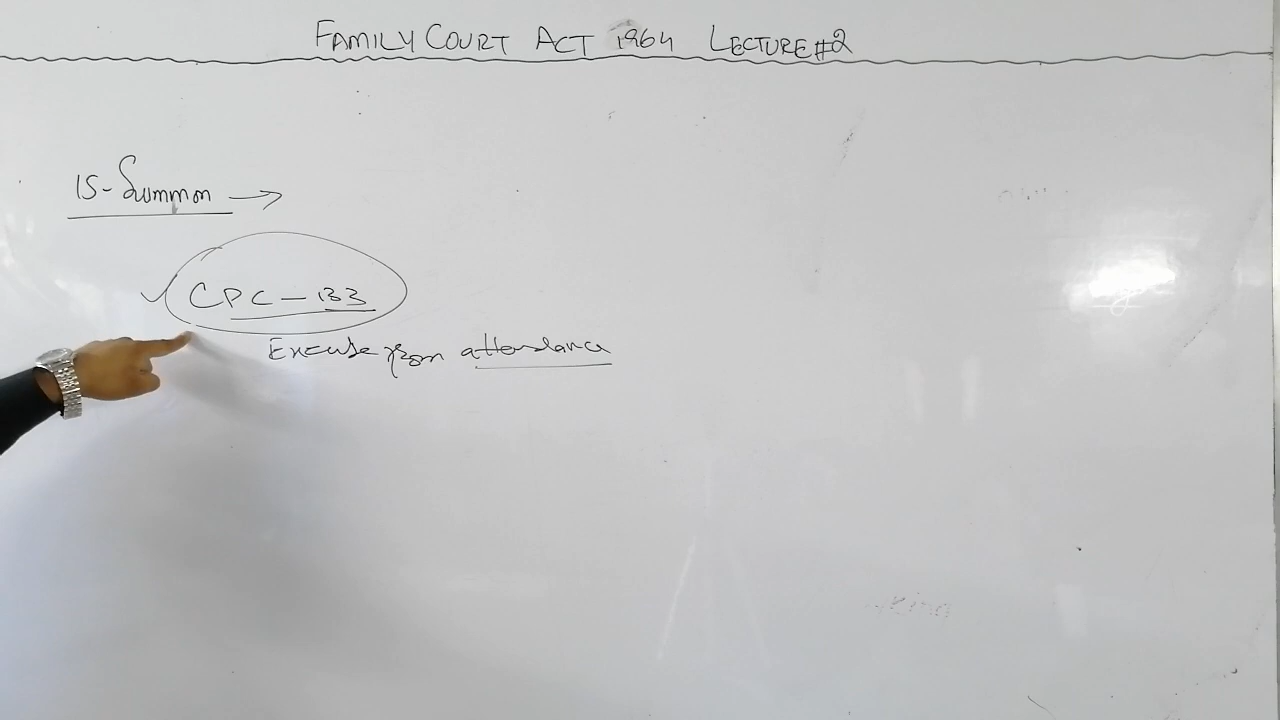 FAMILY COURT ACT 1964 LECTURE #2
15- Summon →
✓ CPC - 133
Excuse from attendance